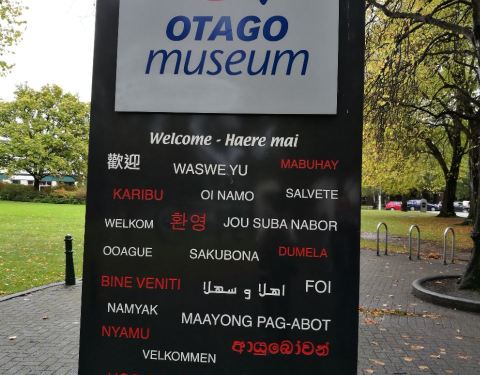 OTAGO
museum
Welcome - Haere mai
歡迎 WASWE YU MABUHAY
KARIBU OI NAMO SALVETE
WELKOM 환영 JOU SUBA NABOR
OOAGUE SAKUBONA DUMELA
BINE VENITI اهلا و سهلا FOI
NAMYAK MAAYONG PAG-ABOT
NYAMU ආයුබෝවන්
VELKOMMEN